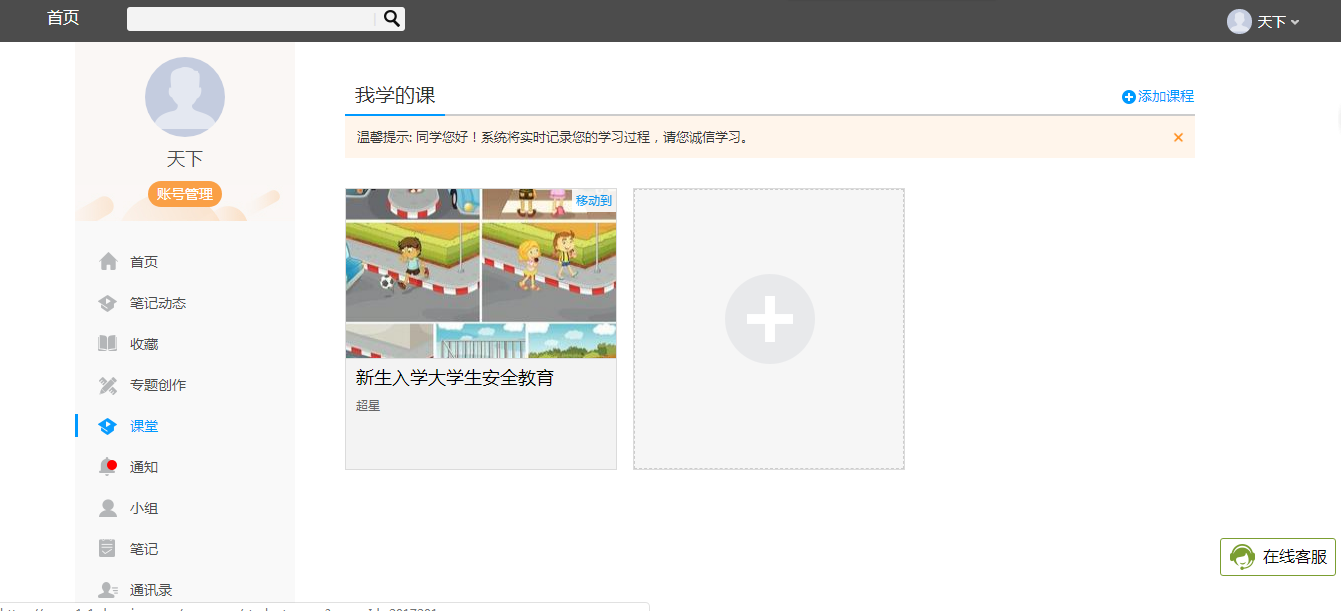 首页
天下
天下
账号管理
首页
笔记动态
收藏
专题创作
课堂
通知
小组
笔记
通讯录
我学的课
添加课程
温馨提示: 同学您好！系统将实时记录您的学习过程，请您诚信学习。
移动到
新生入学大学生安全教育
超星
在线客服